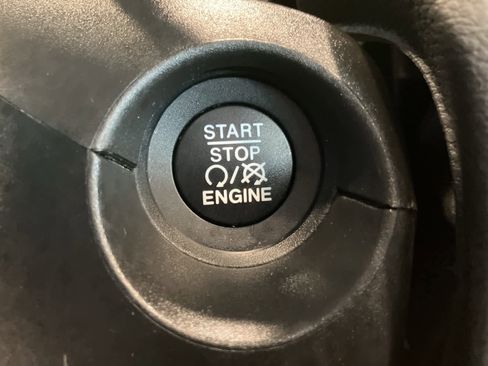 START
STOP
/
ENGINE